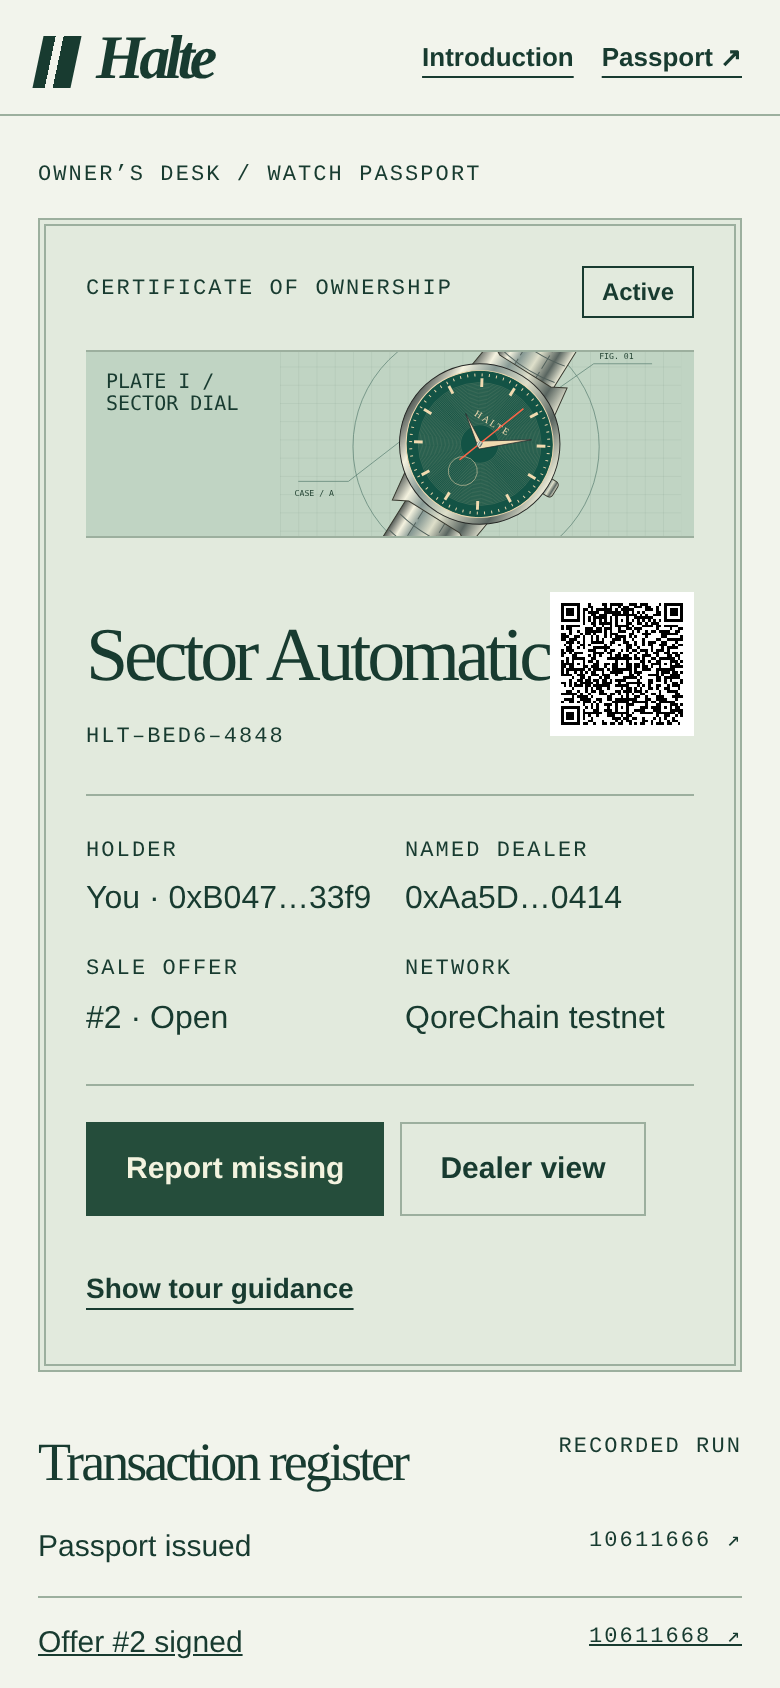 Halte
Introduction Passport ↗
OWNER’S DESK / WATCH PASSPORT
CERTIFICATE OF OWNERSHIP
Active
PLATE I /
SECTOR DIAL
FIG. 01
HALTE
CASE / A
Sector Automatic
HLT–BED6–4848
HOLDER
You · 0xB047…33f9
NAMED DEALER
0xAa5D…0414
SALE OFFER
#2 · Open
NETWORK
QoreChain testnet
Report missing
Dealer view
Show tour guidance
Transaction register
RECORDED RUN
Passport issued 10611666 ↗
Offer #2 signed 10611668 ↗